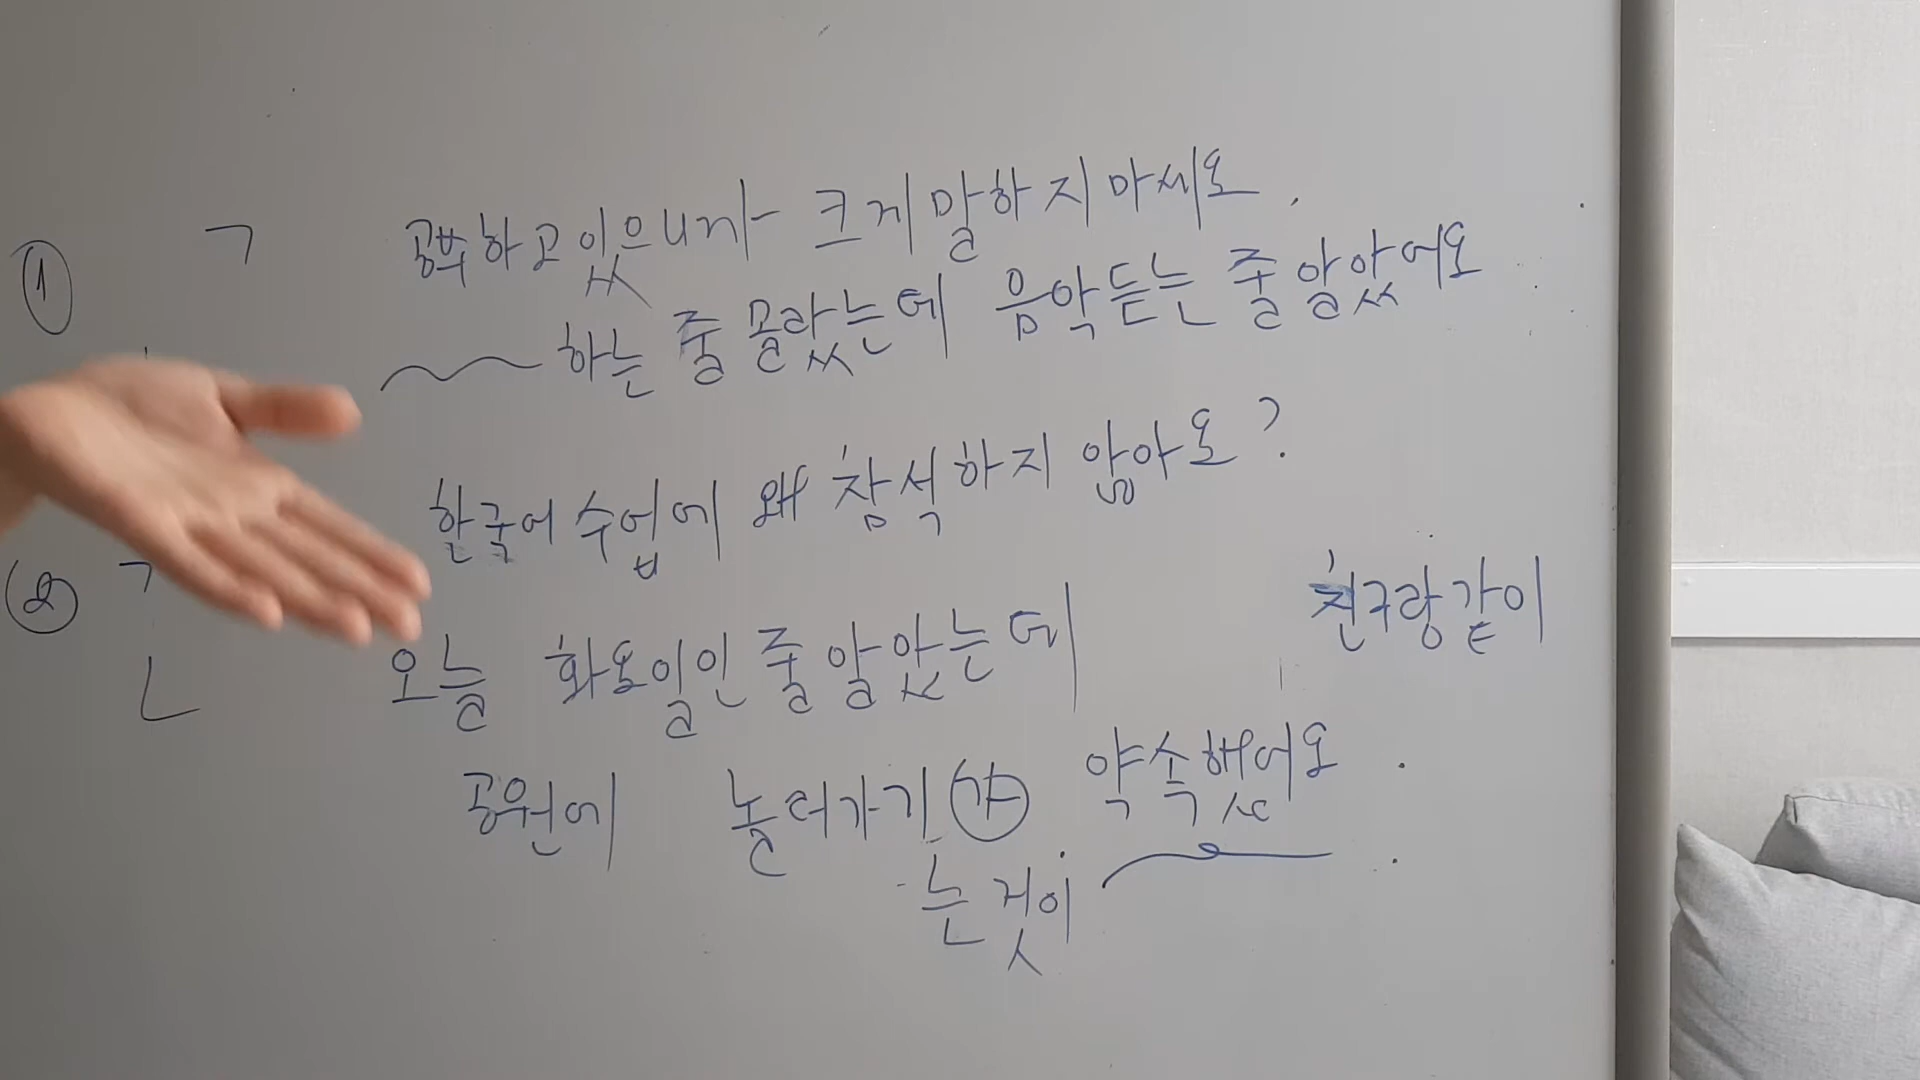 ① ㄱ 공부하고 있으니까 크게 말하지 마세요.
하는 줄 몰랐는데 음악 듣는 줄 알았어요
한국어 수업에 왜 참석하지 않아요?
② ㄱ
친구랑 같이
ㄴ 오늘 화요일인 줄 알았는데
공원에 놀러가기가 약속했어요.
는 것이